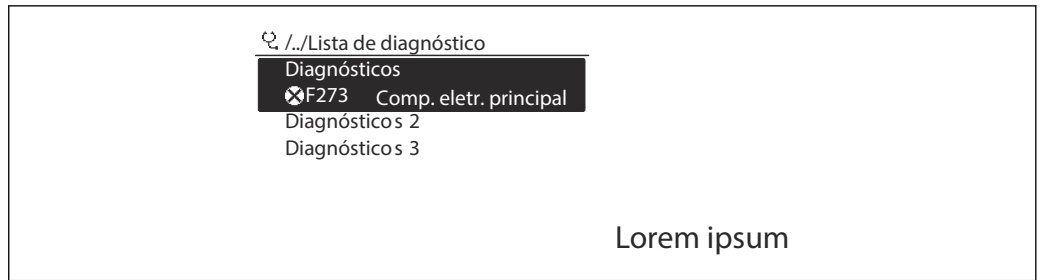 /../Lista de diagnóstico
Diagnósticos
F273 Comp. eletr. principal
Diagnósticos 2
Diagnósticos 3
Lorem ipsum